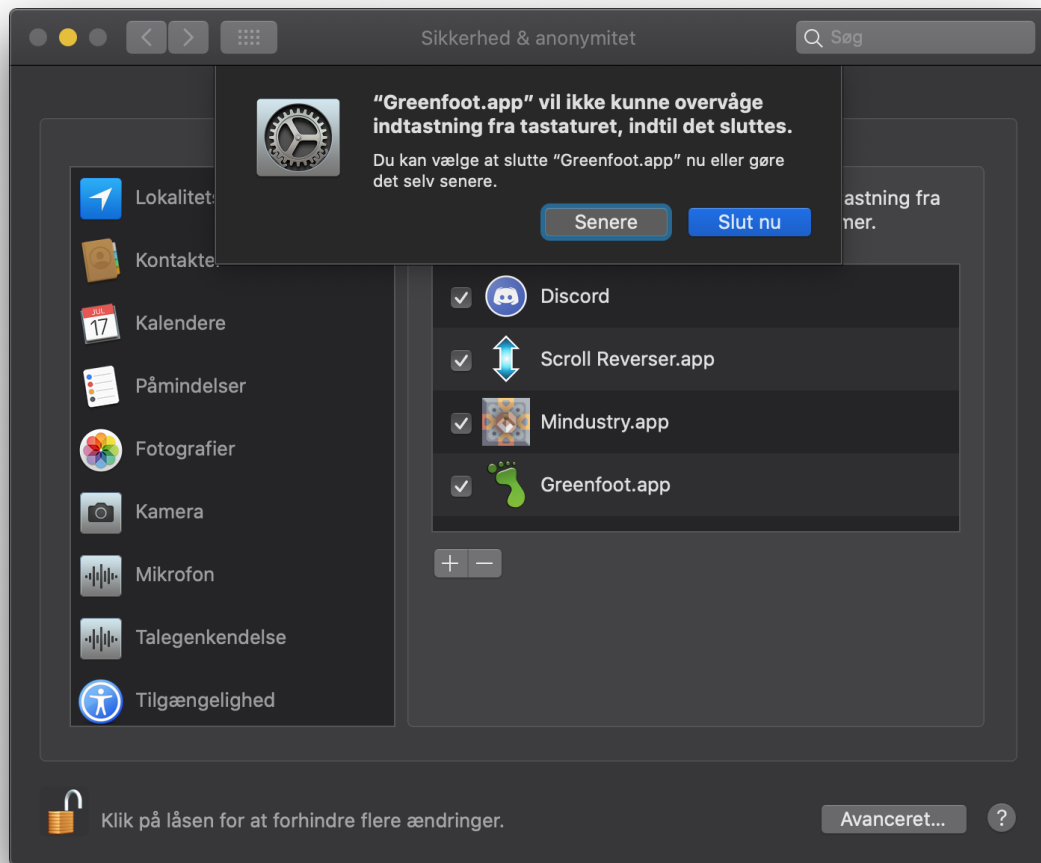 Sikkerhed & anonymitet
Søg
“Greenfoot.app” vil ikke kunne overvåge
indtastning fra tastaturet, indtil det sluttes.
Du kan vælge at slutte “Greenfoot.app” nu eller gøre
det selv senere.
Senere
Slut nu
Kontakte
JUL
17
Kalendere
Påmindelser
Fotografier
Kamera
Mikrofon
Talegenkendelse
Tilgængelighed
fra
Discord
Scroll Reverser.app
Mindustry.app
Greenfoot.app
+
−
Klik på låsen for at forhindre flere ændringer.
Avanceret...
?